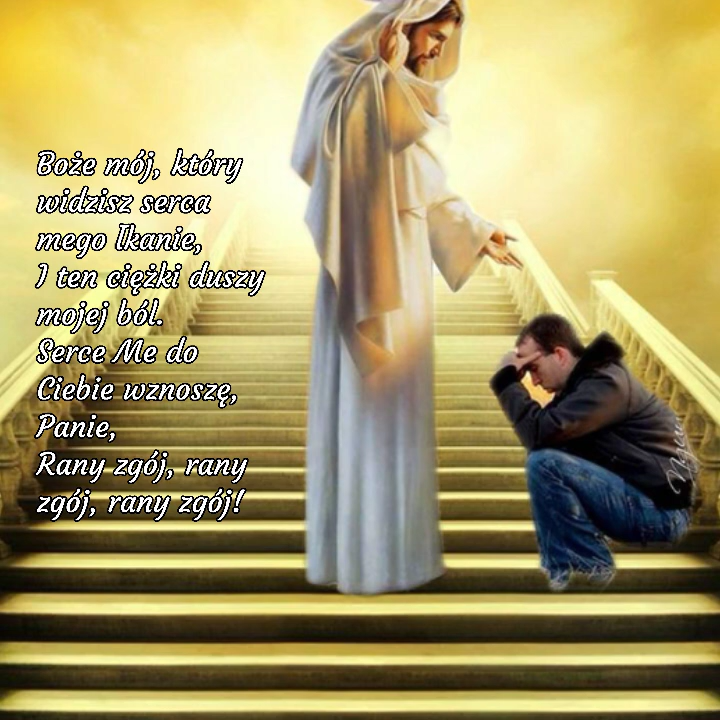 Boże mój, który
widzisz serca
mego łkanie,
I ten ciężki duszy
mojej ból.
Serce Me do
Ciebie wznoszę,
Panie,
Rany zgój, rany
zgój, rany zgój!